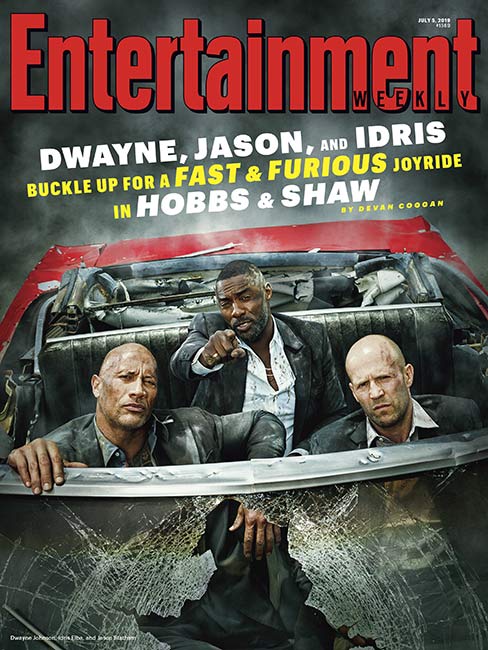 JULY 5, 2019
#1569
Entertainment
WEEKLY
DWAYNE, JASON, AND IDRIS
BUCKLE UP FOR A FAST & FURIOUS JOYRIDE
IN HOBBS & SHAW
BY DEVAN COGGAN
Dwayne Johnson, Idris Elba, and Jason Statham